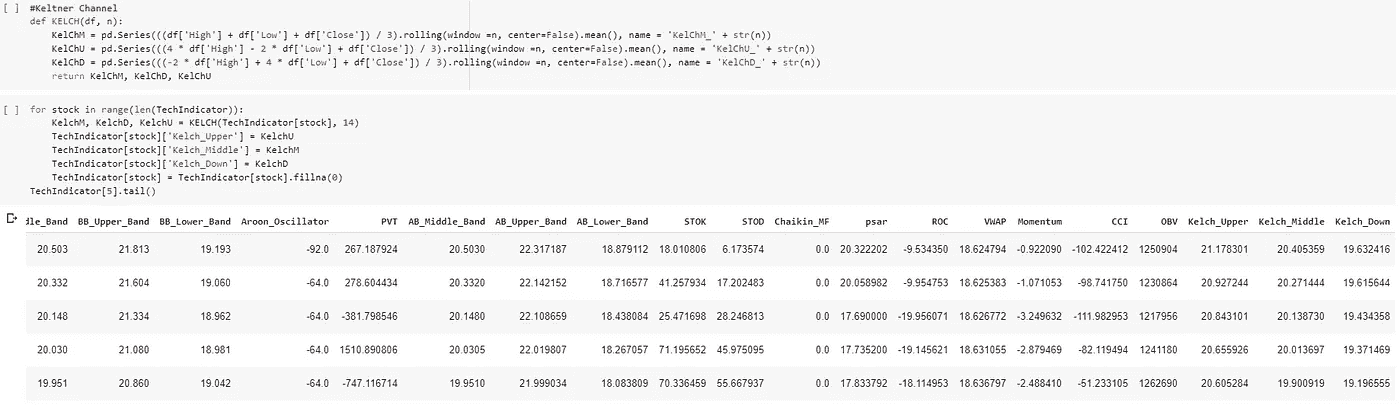 [ ] #Keltner Channel
def KELCH(df, n):
KelChM = pd.Series(((df['High'] + df['Low'] + df['Close']) / 3).rolling(window =n, center=False).mean(), name = 'KelChM_' + str(n))
KelChU = pd.Series(((4 * df['High'] - 2 * df['Low'] + df['Close']) / 3).rolling(window =n, center=False).mean(), name = 'KelChU_' + str(n))
KelChD = pd.Series(((-2 * df['High'] + 4 * df['Low'] + df['Close']) / 3).rolling(window =n, center=False).mean(), name = 'KelChD_' + str(n))
return KelChM, KelChD, KelChU
[ ] for stock in range(len(TechIndicator)):
KelchM, KelchD, KelchU = KELCH(TechIndicator[stock], 14)
TechIndicator[stock]['Kelch_Upper'] = KelchU
TechIndicator[stock]['Kelch_Middle'] = KelchM
TechIndicator[stock]['Kelch_Down'] = KelchD
TechIndicator[stock] = TechIndicator[stock].fillna(0)
TechIndicator[5].tail()
dle_Band BB_Upper_Band BB_Lower_Band Aroon_Oscillator PVT AB_Middle_Band AB_Upper_Band AB_Lower_Band STOK STOD Chaikin_MF psar ROC VWAP Momentum CCI OBV Kelch_Upper Kelch_Middle Kelch_Down
20.503 21.813 19.193 -92.0 267.187924 20.5030 22.317187 18.879112 18.010806 6.173574 0.0 20.322202 -9.534350 18.624794 -0.922090 -102.422412 1250904 21.178301 20.405359 19.632416
20.332 21.604 19.060 -64.0 278.604434 20.3320 22.142152 18.716577 41.257934 17.202483 0.0 20.058982 -9.954753 18.625383 -1.071053 -98.741750 1230864 20.927244 20.271444 19.615644
20.148 21.334 18.962 -64.0 -381.798546 20.1480 22.108659 18.438084 25.471698 28.246813 0.0 17.690000 -19.956071 18.626772 -3.249632 -111.982953 1217956 20.843101 20.138730 19.434358
20.030 21.080 18.981 -64.0 1510.890806 20.0305 22.019807 18.267057 71.195652 45.975095 0.0 17.735200 -19.145621 18.631055 -2.879469 -82.119494 1241180 20.655926 20.013697 19.371469
19.951 20.860 19.042 -64.0 -747.116714 19.9510 21.999034 18.083809 70.336459 55.667937 0.0 17.833792 -18.114953 18.636797 -2.488410 -51.233105 1262690 20.605284 19.900919 19.196555